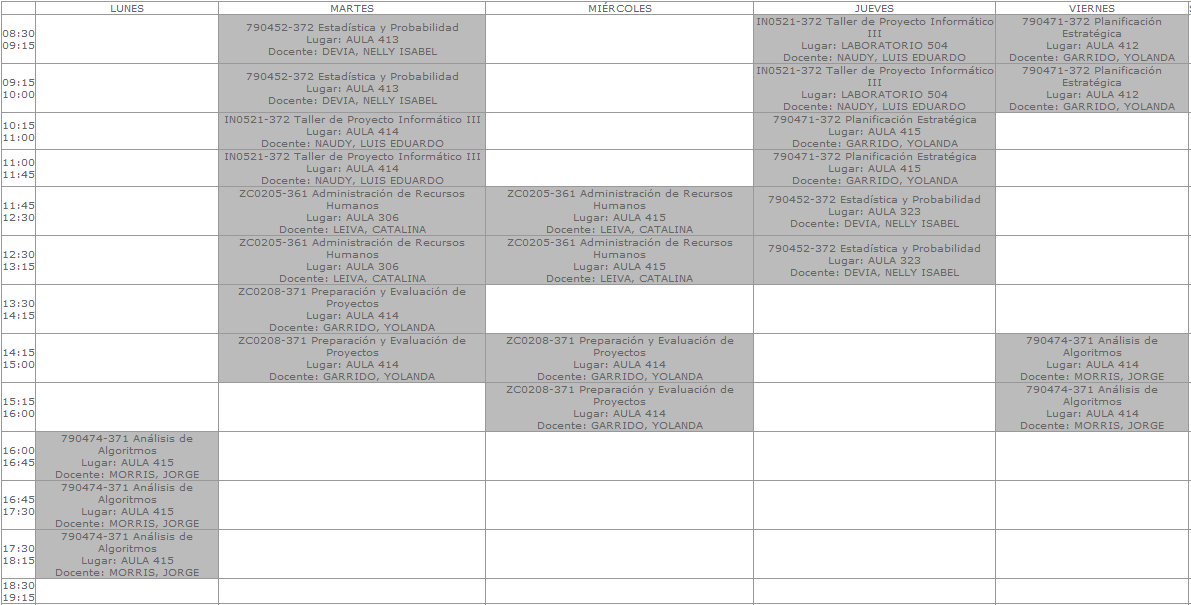 LUNES MARTES MIÉRCOLES JUEVES VIERNES
08:30
09:15
790452-372 Estadística y Probabilidad
Lugar: AULA 413
Docente: DEVIA, NELLY ISABEL
IN0521-372 Taller de Proyecto Informático
III
Lugar: LABORATORIO 504
Docente: NAUDY, LUIS EDUARDO
790471-372 Planificación
Estratégica
Lugar: AULA 412
Docente: GARRIDO, YOLANDA
09:15
10:00
790452-372 Estadística y Probabilidad
Lugar: AULA 413
Docente: DEVIA, NELLY ISABEL
IN0521-372 Taller de Proyecto Informático
III
Lugar: LABORATORIO 504
Docente: NAUDY, LUIS EDUARDO
790471-372 Planificación
Estratégica
Lugar: AULA 412
Docente: GARRIDO, YOLANDA
10:15
11:00
IN0521-372 Taller de Proyecto Informático III
Lugar: AULA 414
Docente: NAUDY, LUIS EDUARDO
790471-372 Planificación Estratégica
Lugar: AULA 415
Docente: GARRIDO, YOLANDA
11:00
11:45
IN0521-372 Taller de Proyecto Informático III
Lugar: AULA 414
Docente: NAUDY, LUIS EDUARDO
790471-372 Planificación Estratégica
Lugar: AULA 415
Docente: GARRIDO, YOLANDA
11:45
12:30
ZC0205-361 Administración de Recursos
Humanos
Lugar: AULA 306
Docente: LEIVA, CATALINA
ZC0205-361 Administración de Recursos
Humanos
Lugar: AULA 415
Docente: LEIVA, CATALINA
790452-372 Estadística y Probabilidad
Lugar: AULA 323
Docente: DEVIA, NELLY ISABEL
12:30
13:15
ZC0205-361 Administración de Recursos
Humanos
Lugar: AULA 306
Docente: LEIVA, CATALINA
ZC0205-361 Administración de Recursos
Humanos
Lugar: AULA 415
Docente: LEIVA, CATALINA
790452-372 Estadística y Probabilidad
Lugar: AULA 323
Docente: DEVIA, NELLY ISABEL
13:30
14:15
ZC0208-371 Preparación y Evaluación de
Proyectos
Lugar: AULA 414
Docente: GARRIDO, YOLANDA
14:15
15:00
ZC0208-371 Preparación y Evaluación de
Proyectos
Lugar: AULA 414
Docente: GARRIDO, YOLANDA
ZC0208-371 Preparación y Evaluación de
Proyectos
Lugar: AULA 414
Docente: GARRIDO, YOLANDA
790474-371 Análisis de
Algoritmos
Lugar: AULA 414
Docente: MORRIS, JORGE
15:15
16:00
ZC0208-371 Preparación y Evaluación de
Proyectos
Lugar: AULA 414
Docente: GARRIDO, YOLANDA
790474-371 Análisis de
Algoritmos
Lugar: AULA 414
Docente: MORRIS, JORGE
16:00
16:45
790474-371 Análisis de
Algoritmos
Lugar: AULA 415
Docente: MORRIS, JORGE
16:45
17:30
790474-371 Análisis de
Algoritmos
Lugar: AULA 415
Docente: MORRIS, JORGE
17:30
18:15
790474-371 Análisis de
Algoritmos
Lugar: AULA 415
Docente: MORRIS, JORGE
18:30
19:15